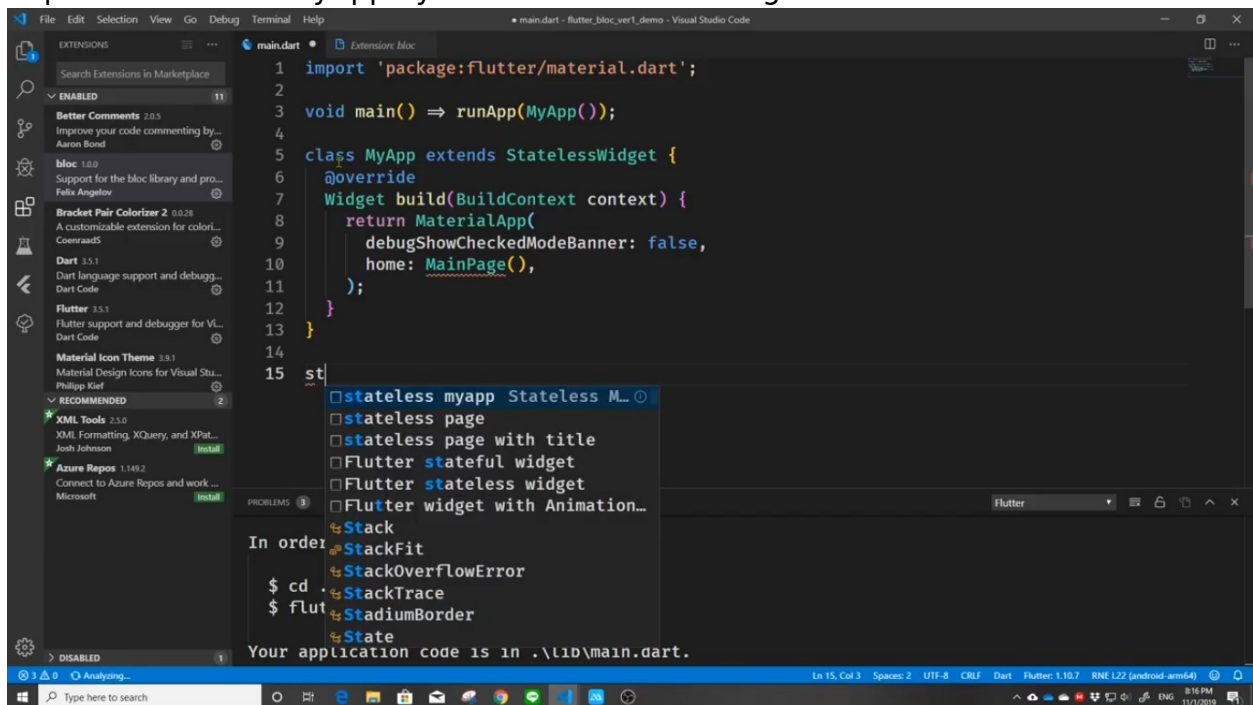 File Edit Selection View Go Debug Terminal Help
● main.dart - flutter_bloc_ver1_demo - Visual Studio Code
EXTENSIONS
main.dart ●
Extension: bloc
Search Extensions in Marketplace
ENABLED 11
Better Comments 2.0.5
Improve your code commenting by...
Aaron Bond
bloc 1.0.0
Support for the bloc library and pro...
Felix Angelov
Bracket Pair Colorizer 2 0.0.28
A customizable extension for colori...
CoenraadS
Dart 3.5.1
Dart language support and debugg...
Dart Code
Flutter 3.5.1
Flutter support and debugger for Vi...
Dart Code
Material Icon Theme 3.9.1
Material Design Icons for Visual Stu...
Philipp Kief
RECOMMENDED 2
XML Tools 2.5.0
XML Formatting, XQuery, and XPat...
Josh Johnson Install
Azure Repos 1.149.2
Connect to Azure Repos and work ...
Microsoft Install
DISABLED 1
1 import 'package:flutter/material.dart';
2
3 void main() => runApp(MyApp());
4
5 class MyApp extends StatelessWidget {
6 @override
7 Widget build(BuildContext context) {
8 return MaterialApp(
9 debugShowCheckedModeBanner: false,
10 home: MainPage(),
11 );
12 }
13 }
14
15 st
stateless myapp Stateless M...
stateless page
stateless page with title
Flutter stateful widget
Flutter stateless widget
Flutter widget with Animation...
Stack
StackFit
StackOverflowError
StackTrace
StadiumBorder
State
PROBLEMS 3
Flutter
In order
$ cd .
$ flut
Your application code is in .\lib\main.dart.
3 0 Analyzing...
Ln 15, Col 3 Spaces: 2 UTF-8 CRLF Dart Flutter: 1.10.7 RNE L22 (android-arm64)
Type here to search
ENG
8:16 PM
11/1/2019